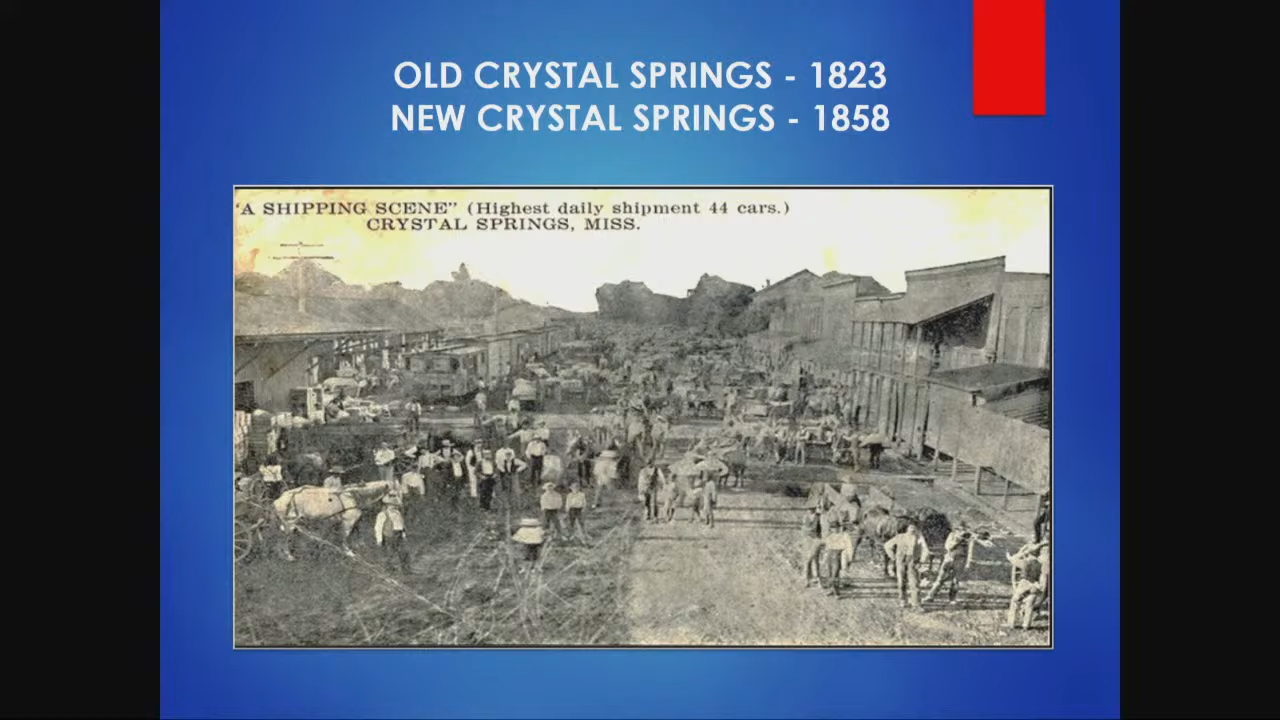 OLD CRYSTAL SPRINGS - 1823
NEW CRYSTAL SPRINGS - 1858
"A SHIPPING SCENE" (Highest daily shipment 44 cars.)
CRYSTAL SPRINGS, MISS.